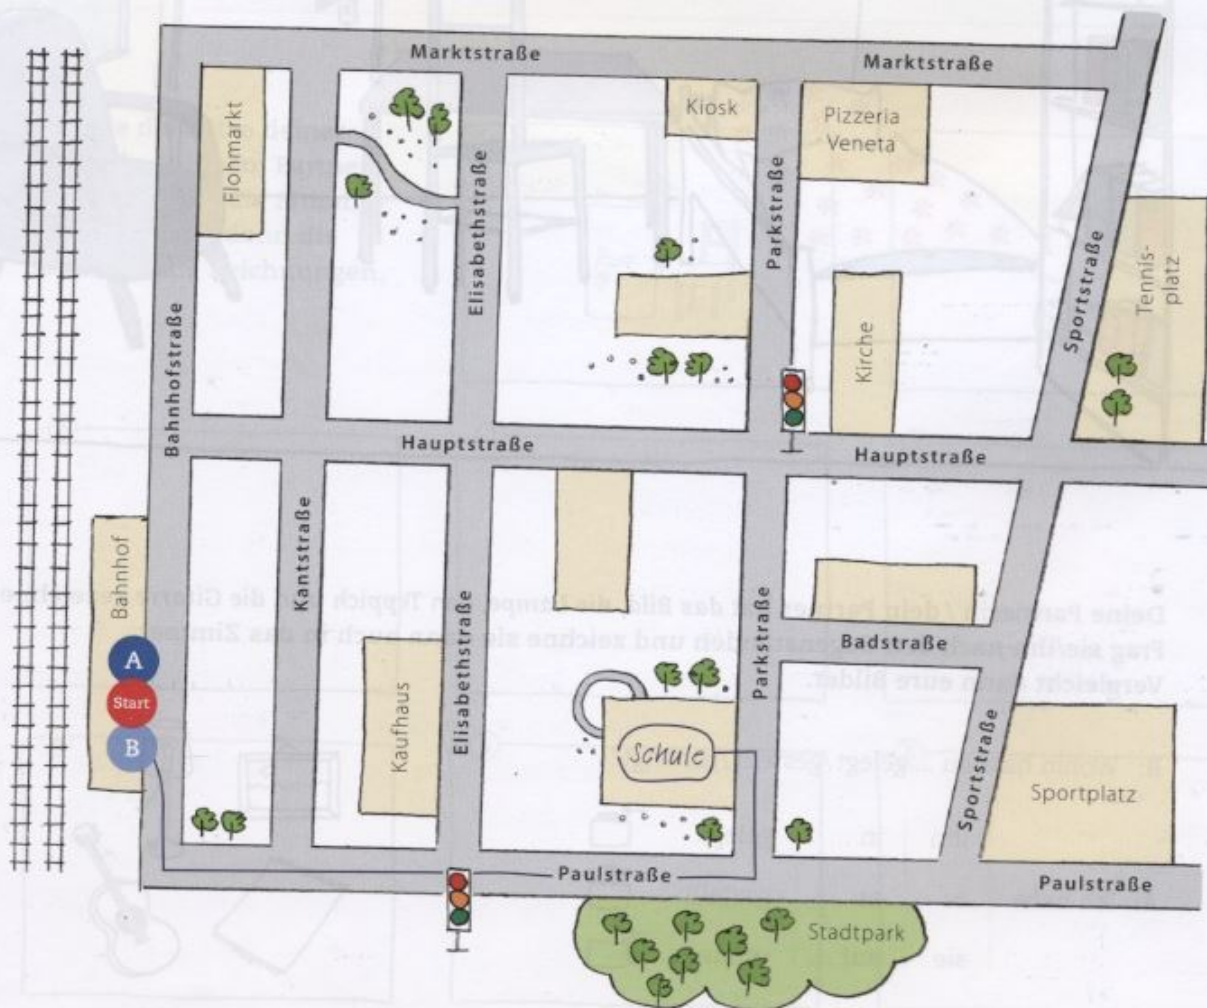 Marktstraße
Marktstraße
Flohmarkt
Kiosk
Pizzeria
Veneta
Elisabethstraße
Parkstraße
Sportstraße
Tennis-
platz
Bahnhofstraße
Kirche
Hauptstraße
Hauptstraße
Bahnhof
Kantstraße
A
Start
B
Kaufhaus
Elisabethstraße
Schule
Parkstraße
Badstraße
Sportstraße
Sportplatz
Paulstraße
Paulstraße
Stadtpark